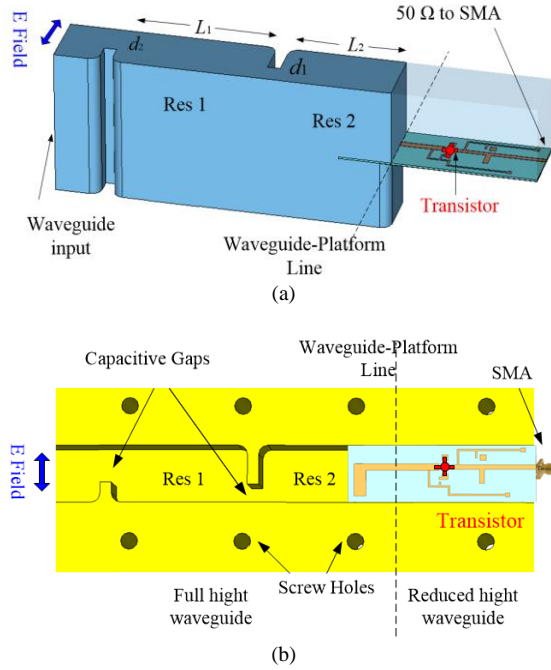 E Field
L₁
L₂
50 Ω to SMA
d₂
d₁
Res 1
Res 2
Transistor
Waveguide
input
Waveguide-Platform
Line
(a)
Waveguide-Platform
Line
Capacitive Gaps
SMA
E Field
Res 1
Res 2
Transistor
Screw Holes
Full hight
waveguide
Reduced hight
waveguide
(b)